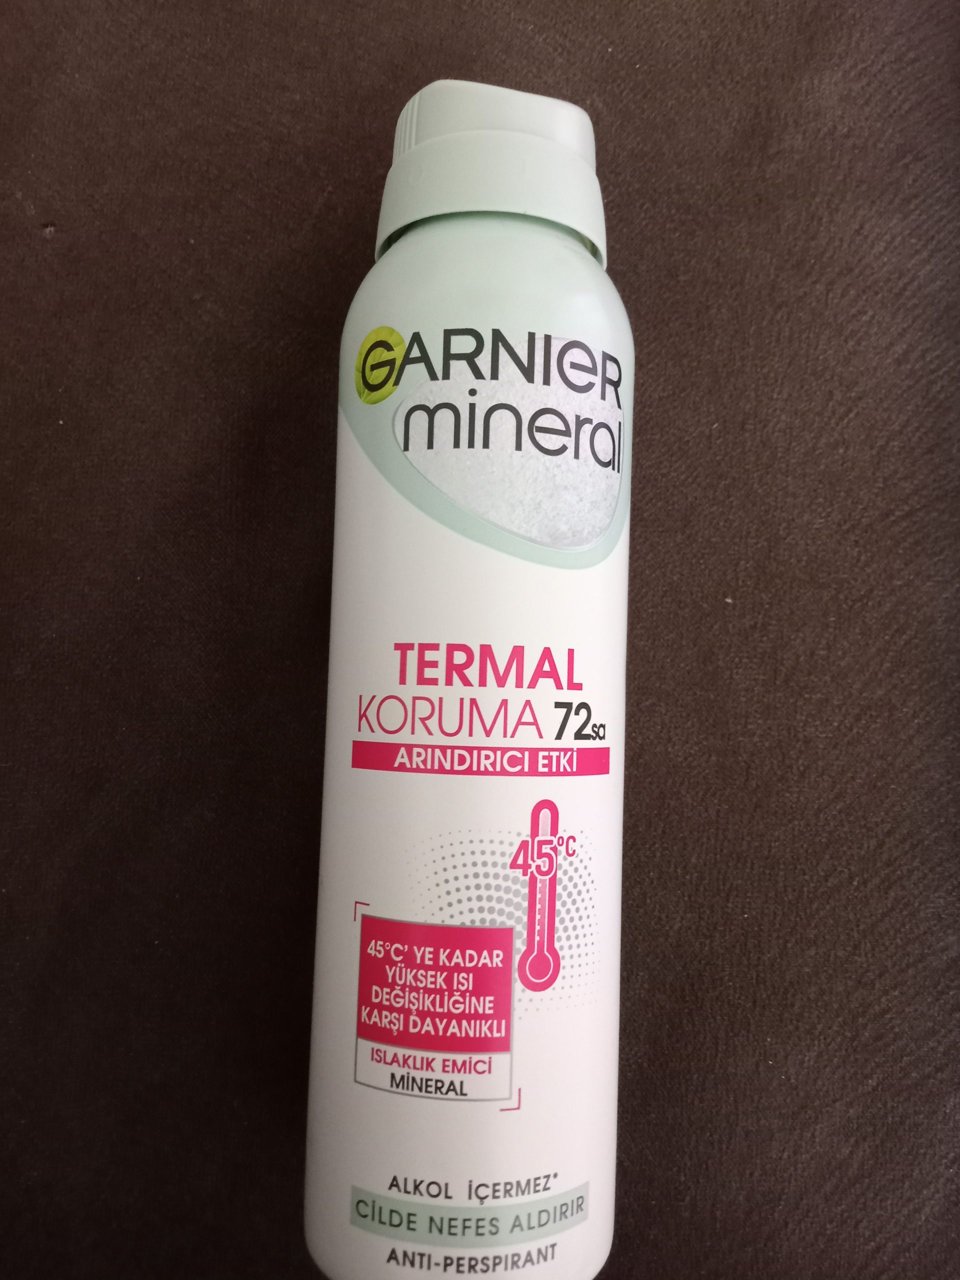 GARNIER
mineral
TERMAL
KORUMA 72sa
ARINDIRICI ETKİ
45°C
45°C' YE KADAR
YÜKSEK ISI
DEĞİŞİKLİĞİNE
KARŞI DAYANIKLI
ISLAKLIK EMİCİ
MİNERAL
ALKOL İÇERMEZ*
CİLDE NEFES ALDIRIR
ANTI-PERSPIRANT